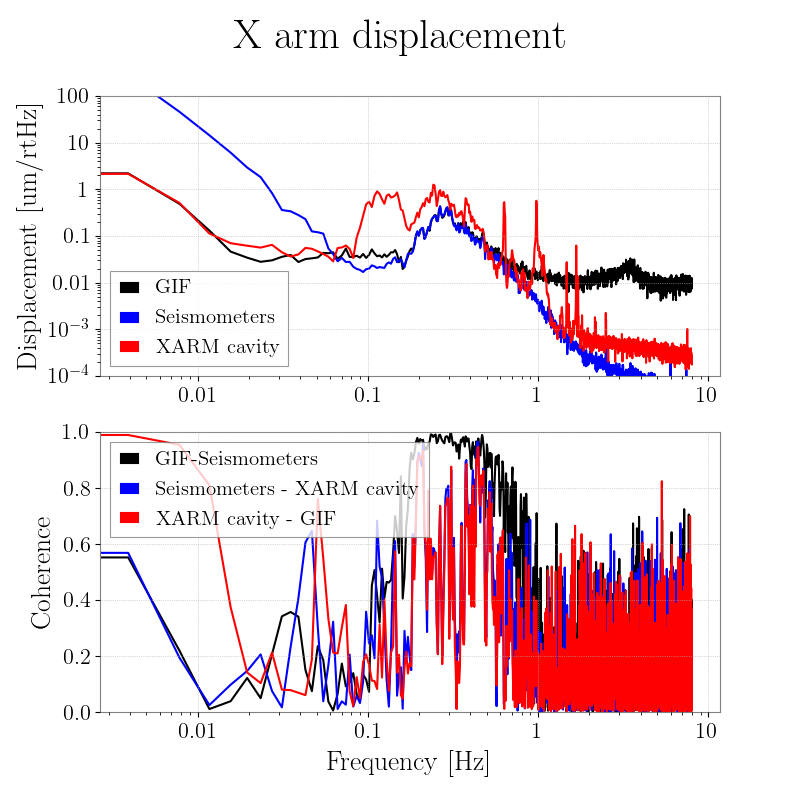 X arm displacement
Displacement [um/rtHz]
100
10
1
0.1
0.01
10⁻³
10⁻⁴
GIF
Seismometers
XARM cavity
0.01 0.1 1 10
Coherence
1.0
0.8
0.6
0.4
0.2
0.0
GIF-Seismometers
Seismometers - XARM cavity
XARM cavity - GIF
0.01 0.1 1 10
Frequency [Hz]